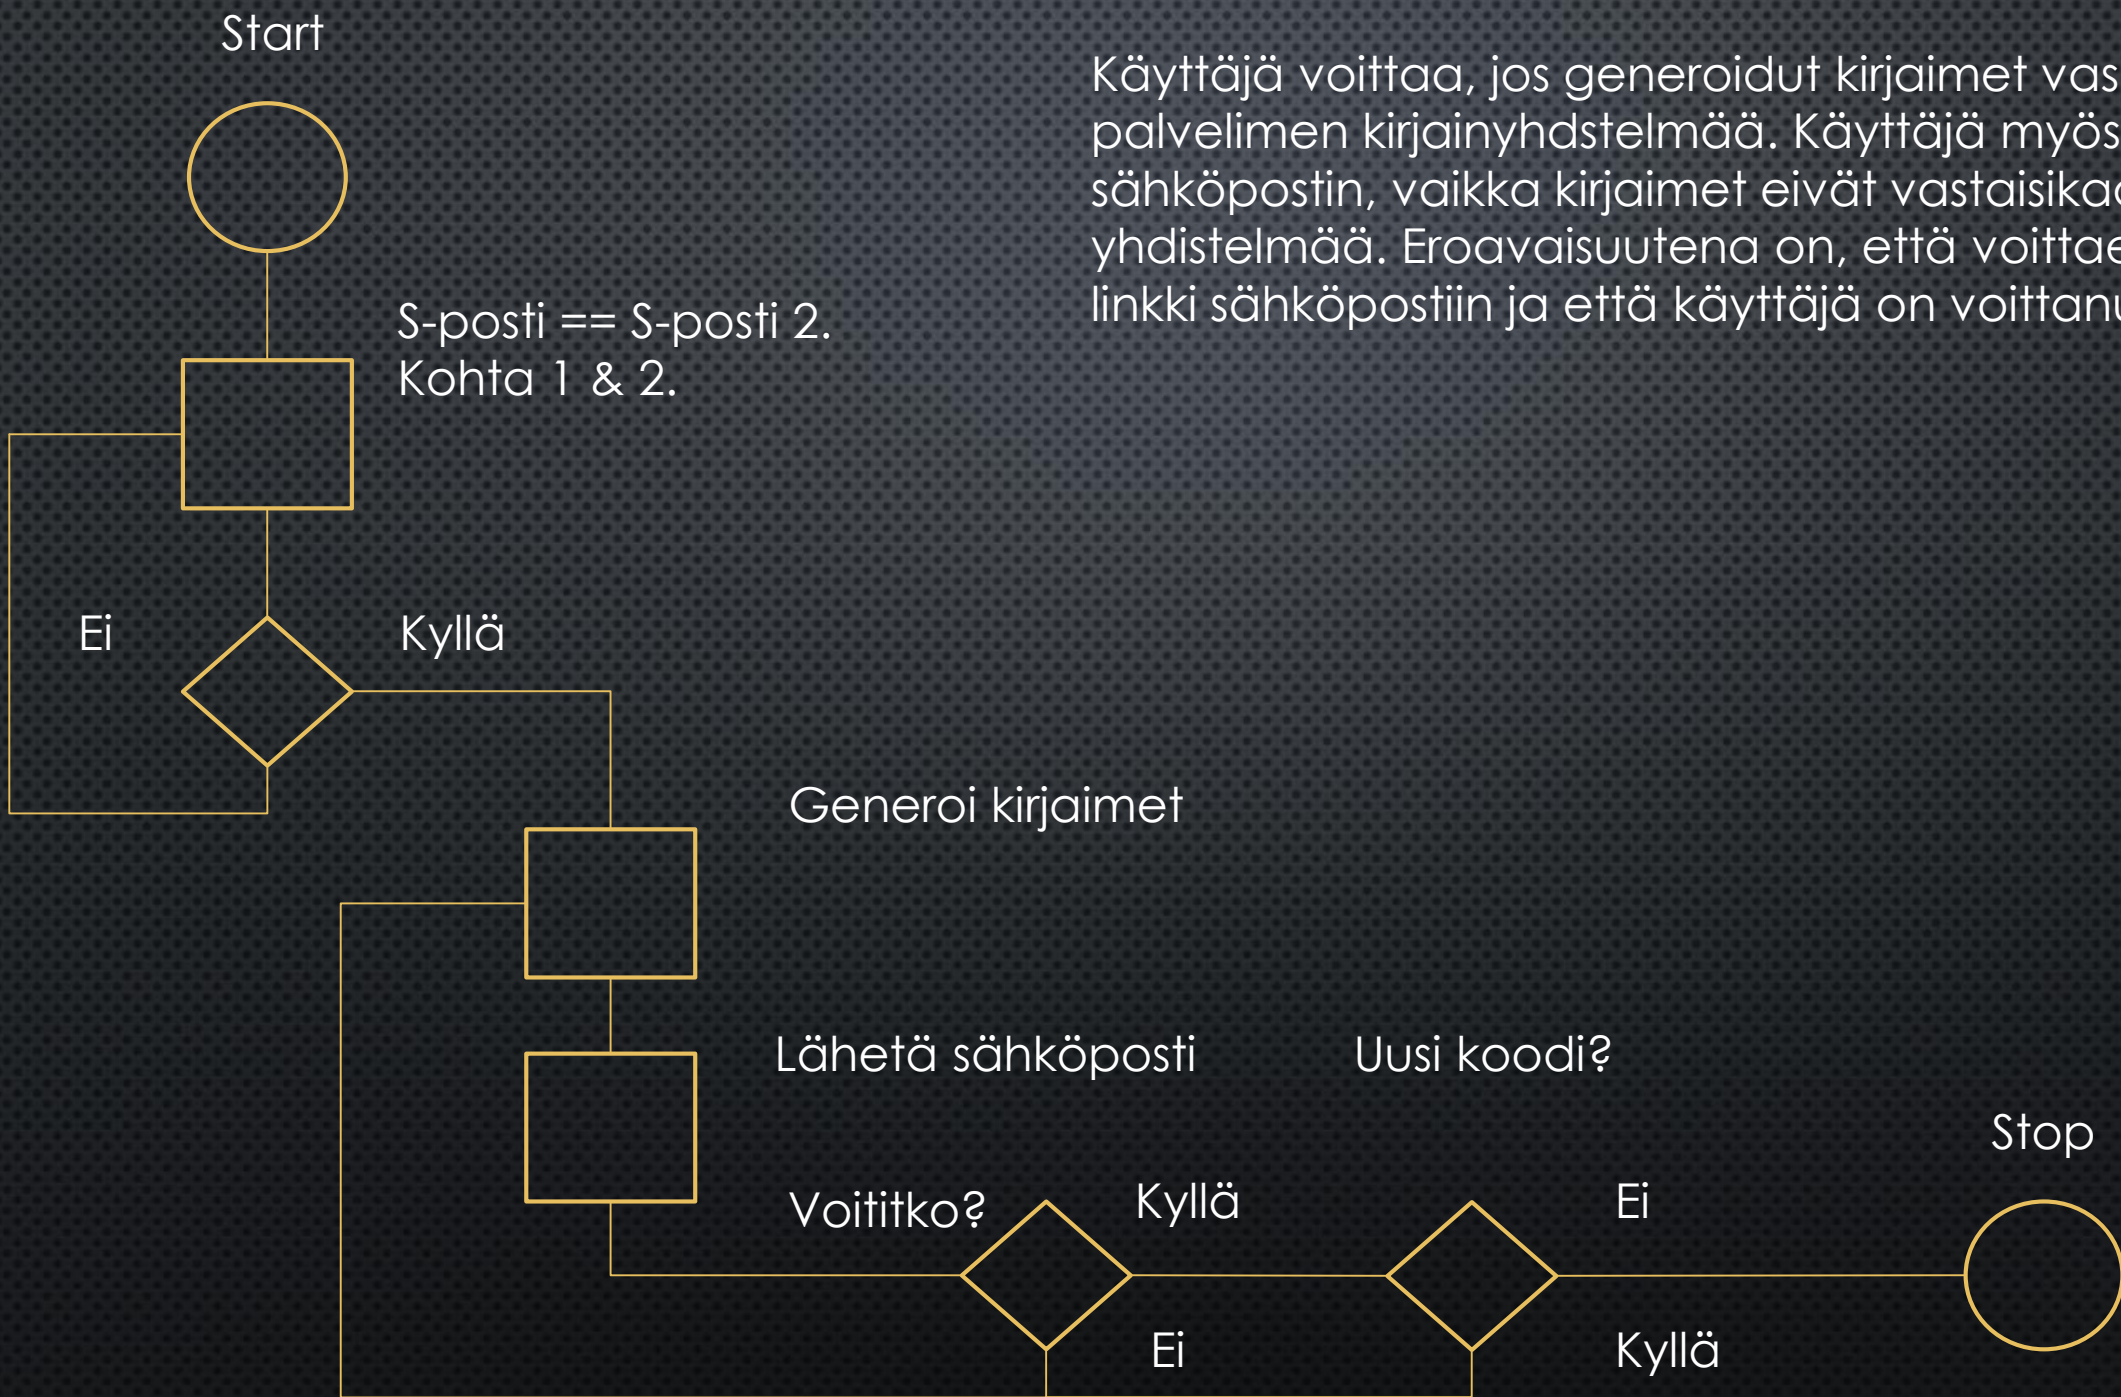 Start
Käyttäjä voittaa, jos generoidut kirjaimet vas
palvelimen kirjainyhdstelmää. Käyttäjä myös
sähköpostin, vaikka kirjaimet eivät vastaisika
yhdistelmää. Eroavaisuutena on, että voittae
linkki sähköpostiin ja että käyttäjä on voittanu
S-posti == S-posti 2.
Kohta 1 & 2.
Ei
Kyllä
Generoi kirjaimet
Lähetä sähköposti
Uusi koodi?
Stop
Voititko?
Kyllä
Ei
Ei
Kyllä